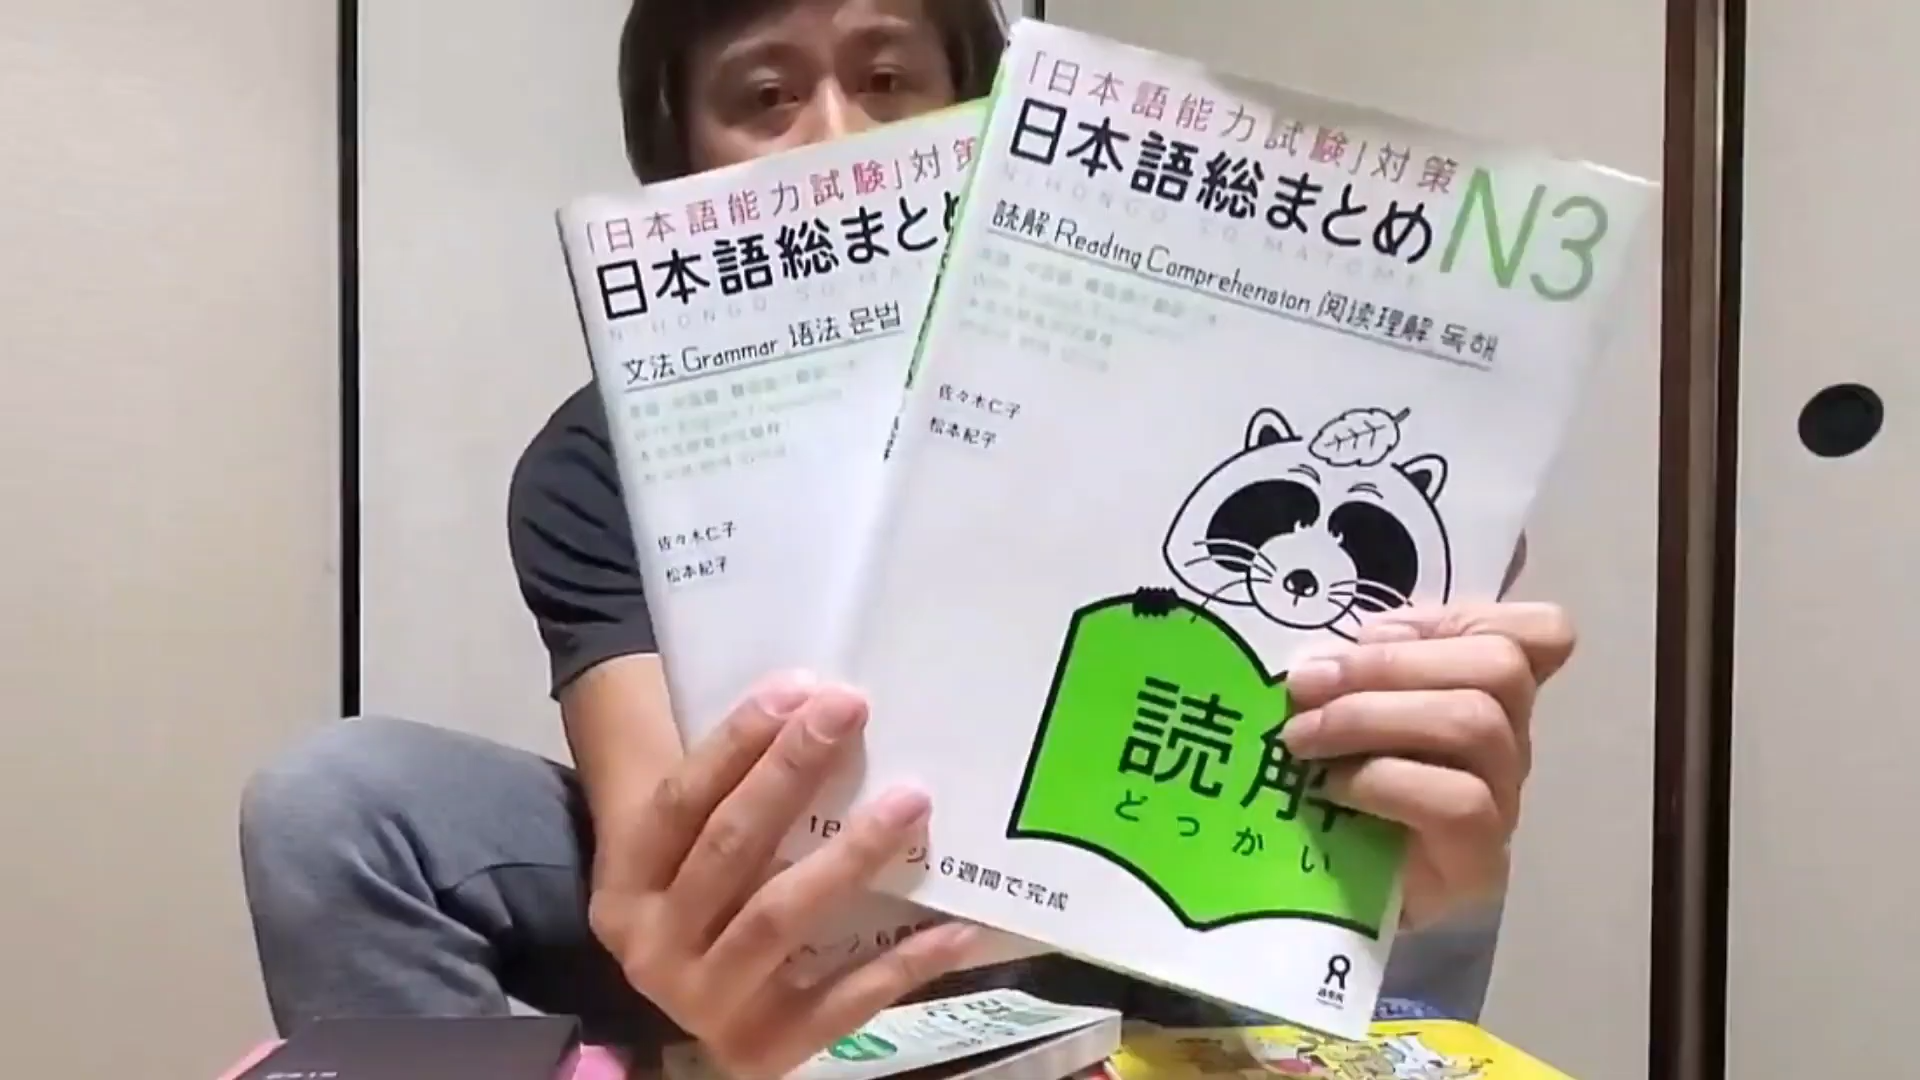 「日本語能力試験」対策
日本語総まとめ
NIHONGO SO MAT
文法 Grammar 语法 문법
佐々木仁子
松本紀子
「日本語能力試験」対策
日本語総まとめ N3
NIHONGO SO MATOME
読解 Reading Comprehension 阅读理解 독해
佐々木仁子
松本紀子
読解
どっかい
6週間で完成